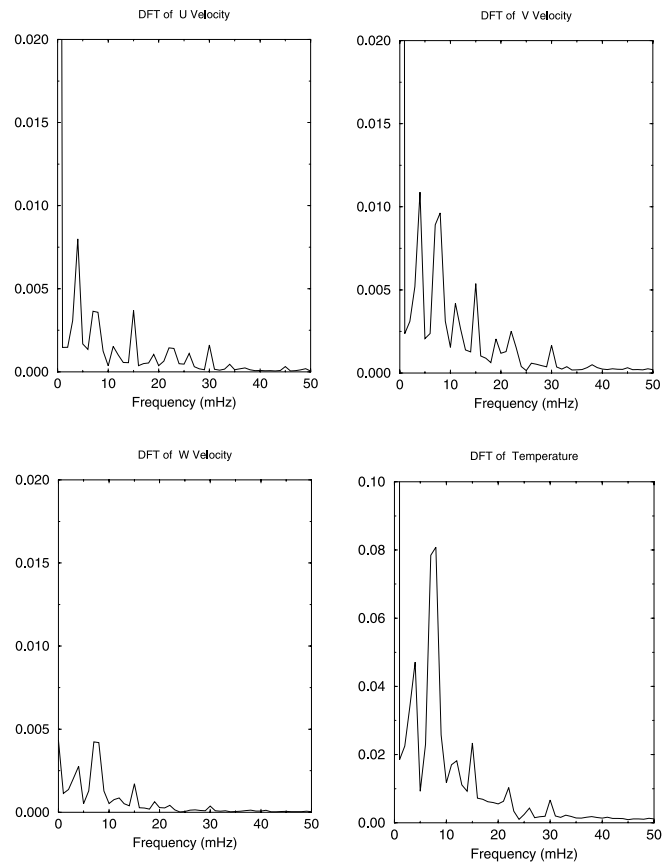 DFT of U Velocity
0.020
0.015
0.010
0.005
0.000
0 10 20 30 40 50
Frequency (mHz)
DFT of V Velocity
0.020
0.015
0.010
0.005
0.000
0 10 20 30 40 50
Frequency (mHz)
DFT of W Velocity
0.020
0.015
0.010
0.005
0.000
0 10 20 30 40 50
Frequency (mHz)
DFT of Temperature
0.10
0.08
0.06
0.04
0.02
0.00
0 10 20 30 40 50
Frequency (mHz)